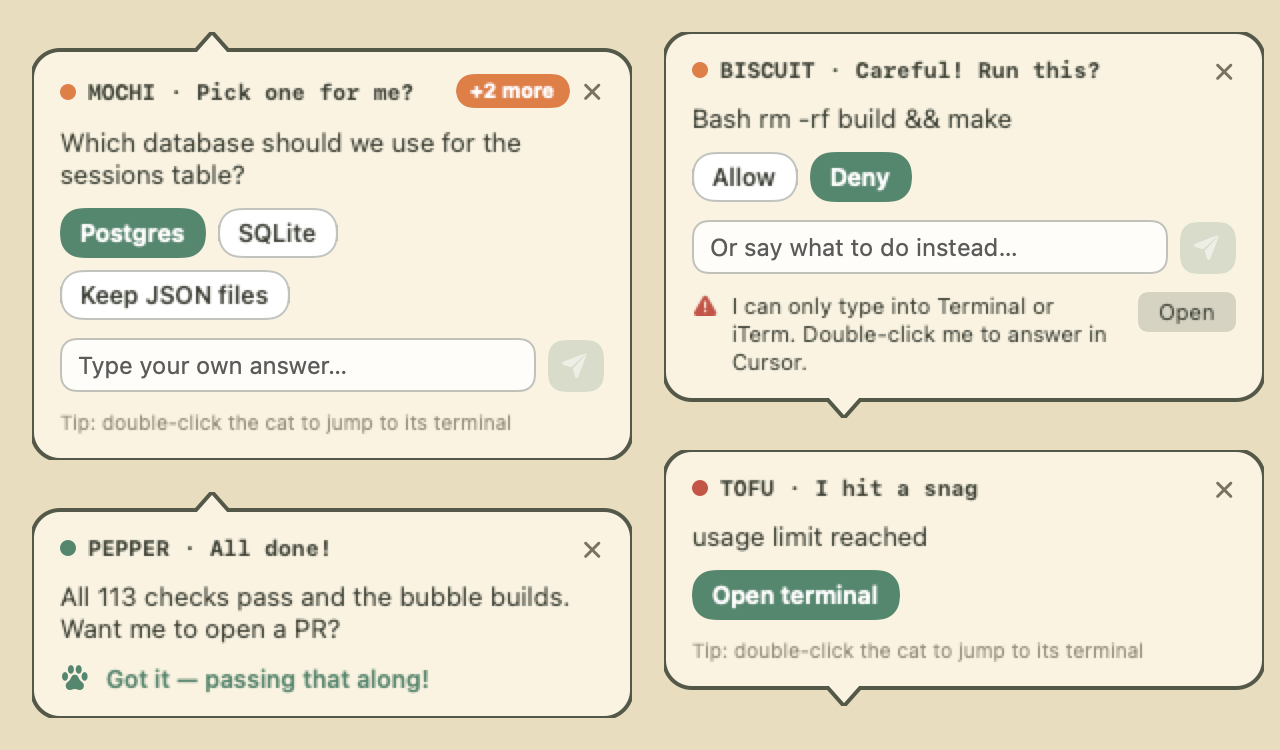 MOCHI · Pick one for me?
+2 more
Which database should we use for the
sessions table?
Postgres
SQLite
Keep JSON files
Type your own answer...
Tip: double-click the cat to jump to its terminal
PEPPER · All done!
All 113 checks pass and the bubble builds.
Want me to open a PR?
Got it — passing that along!
BISCUIT · Careful! Run this?
Bash rm -rf build && make
Allow
Deny
Or say what to do instead...
I can only type into Terminal or
iTerm. Double-click me to answer in
Cursor.
Open
TOFU · I hit a snag
usage limit reached
Open terminal
Tip: double-click the cat to jump to its terminal